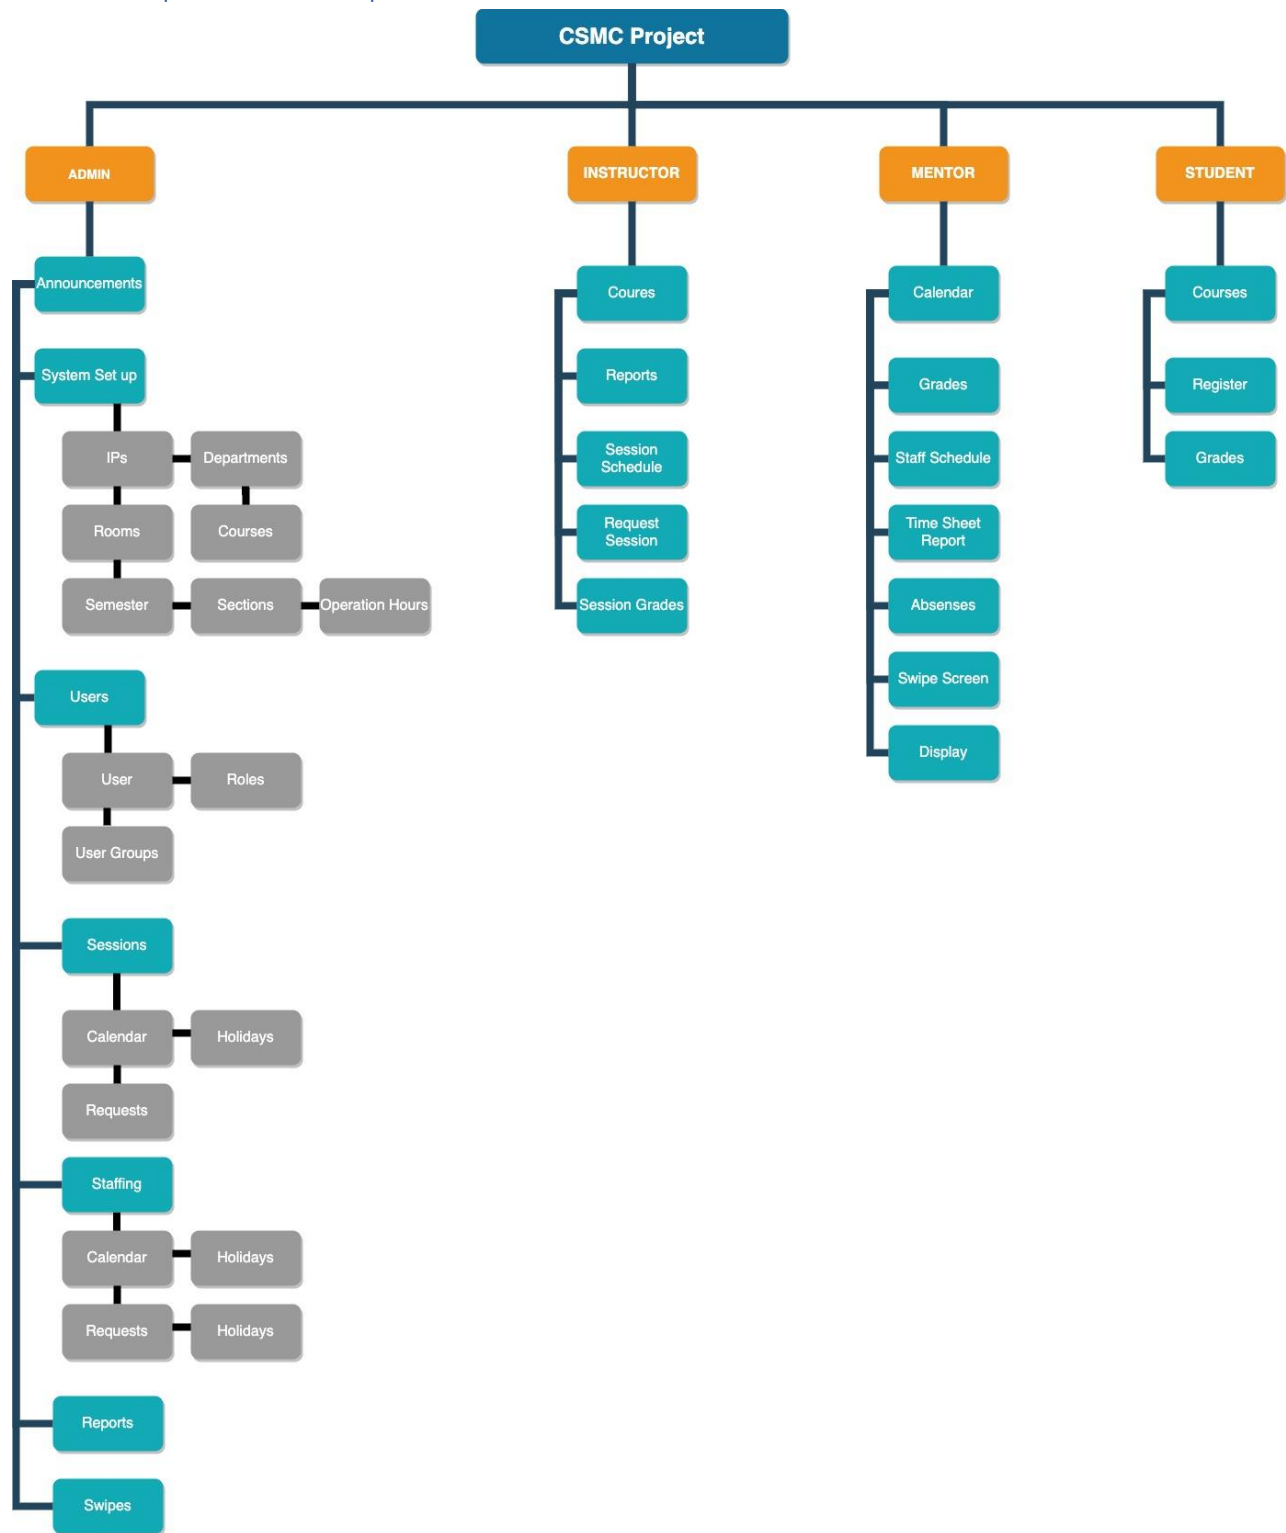 CSMC Project
ADMIN
INSTRUCTOR
MENTOR
STUDENT
Announcements
System Set up
IPs
Departments
Rooms
Courses
Semester
Sections
Operation Hours
Users
User
Roles
User Groups
Sessions
Calendar
Holidays
Requests
Staffing
Calendar
Holidays
Requests
Holidays
Reports
Swipes
Coures
Reports
Session
Schedule
Request
Session
Session Grades
Calendar
Grades
Staff Schedule
Time Sheet
Report
Absenses
Swipe Screen
Display
Courses
Register
Grades